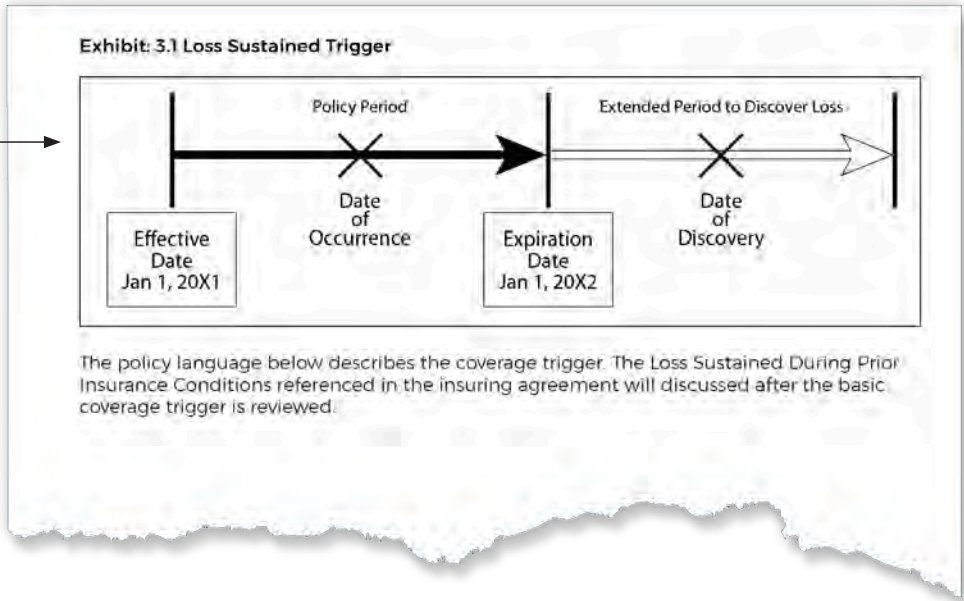 Exhibit: 3.1 Loss Sustained Trigger
Policy Period
Extended Period to Discover Loss
Date
of
Occurrence
Date
of
Discovery
Effective
Date
Jan 1, 20X1
Expiration
Date
Jan 1, 20X2
The policy language below describes the coverage trigger. The Loss Sustained During Prior
Insurance Conditions referenced in the insuring agreement will discussed after the basic
coverage trigger is reviewed.